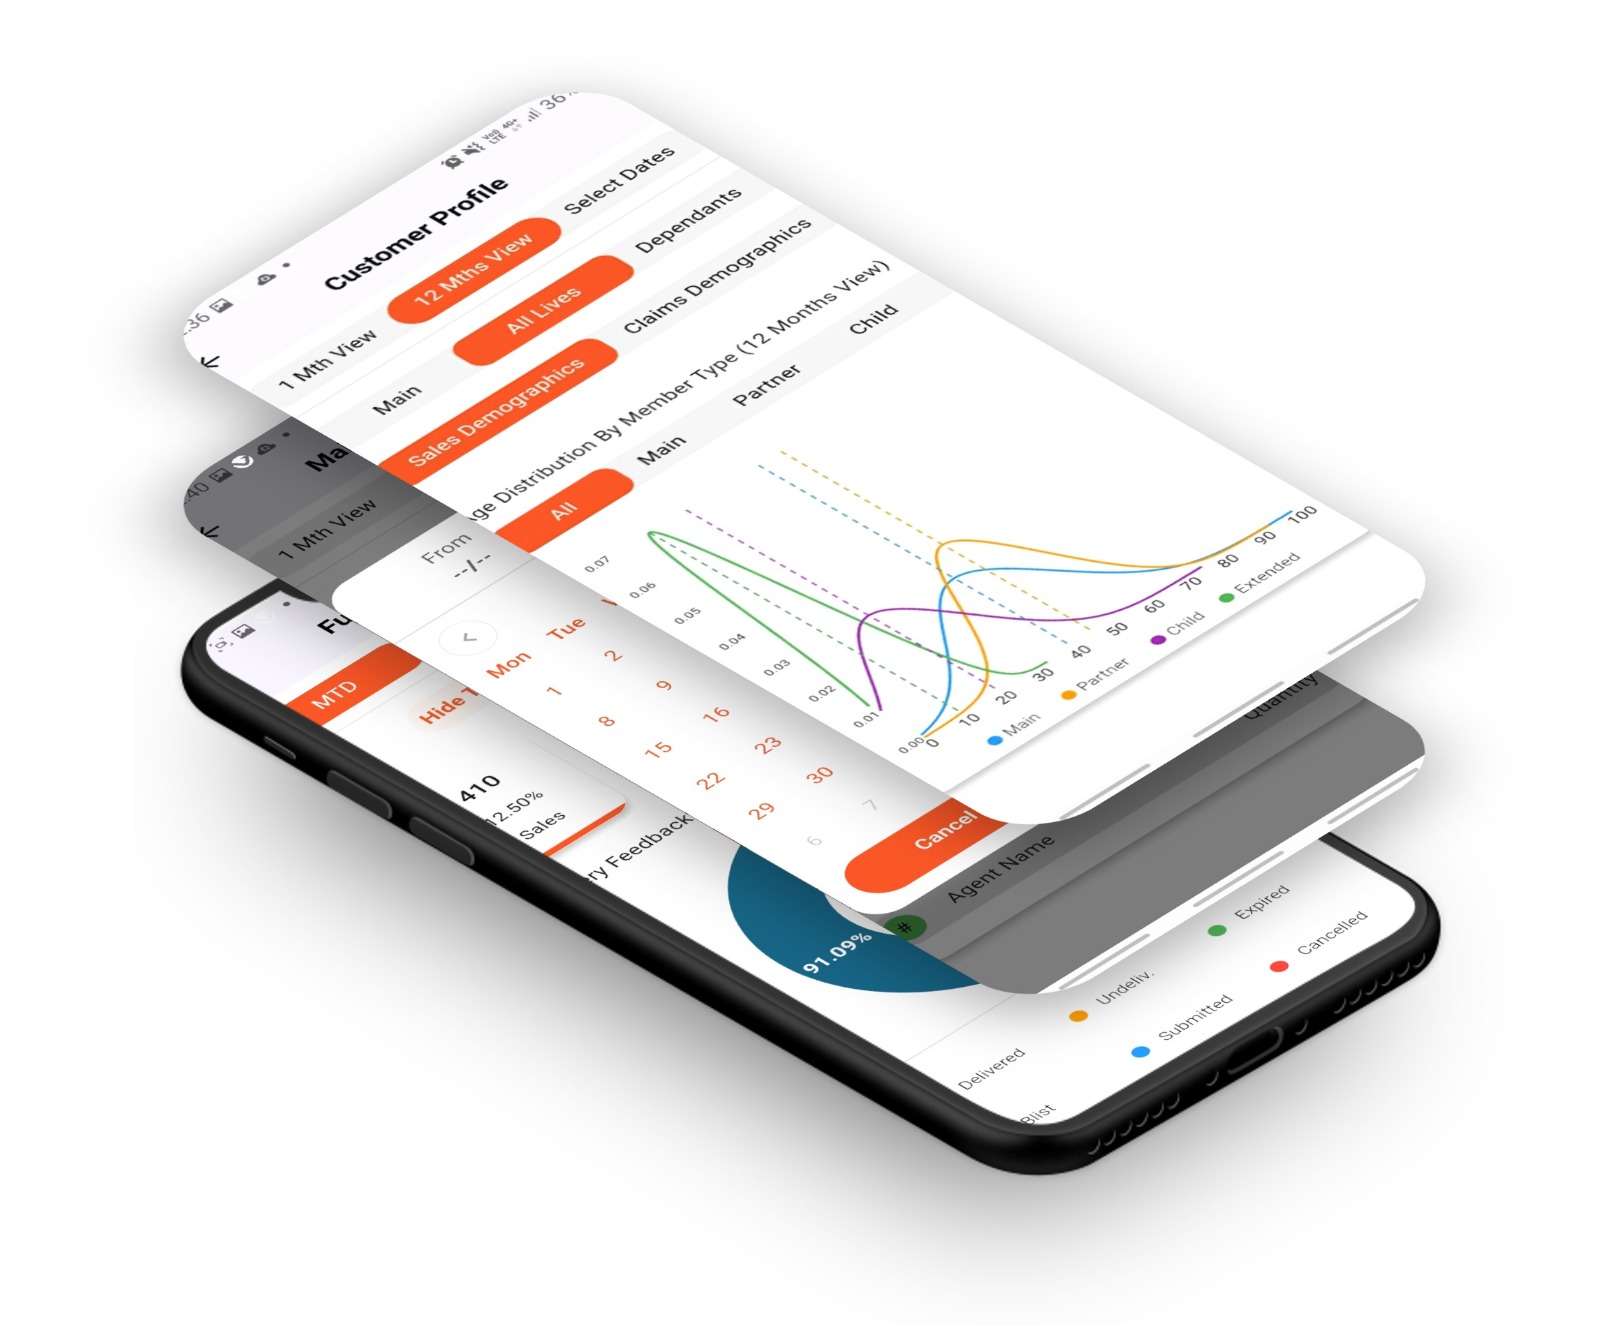 :36 36%
VoD 4G+
LTE
Customer Profile
1 Mth View 12 Mths View Select Dates
Main All Lives Dependants
Sales Demographics Claims Demographics
ge Distribution By Member Type (12 Months View)
All Main Partner Child
0.07
0.06
0.05
0.04
0.03
0.02
0.01
0.00
0 10 20 30 40 50 60 70 80 90 100
Main Partner Child Extended
:40
Ma
1 Mth View
From
--/--
<
Mon Tue
1 2
8 9
15 16
22 23
29 30
6 7
Cancel
# Agent Name Quantity
Fu
MTD
Hide T
410
12.50%
Sales
ery Feedback
91.09%
Delivered Undeliv. Expired
Blist Submitted Cancelled